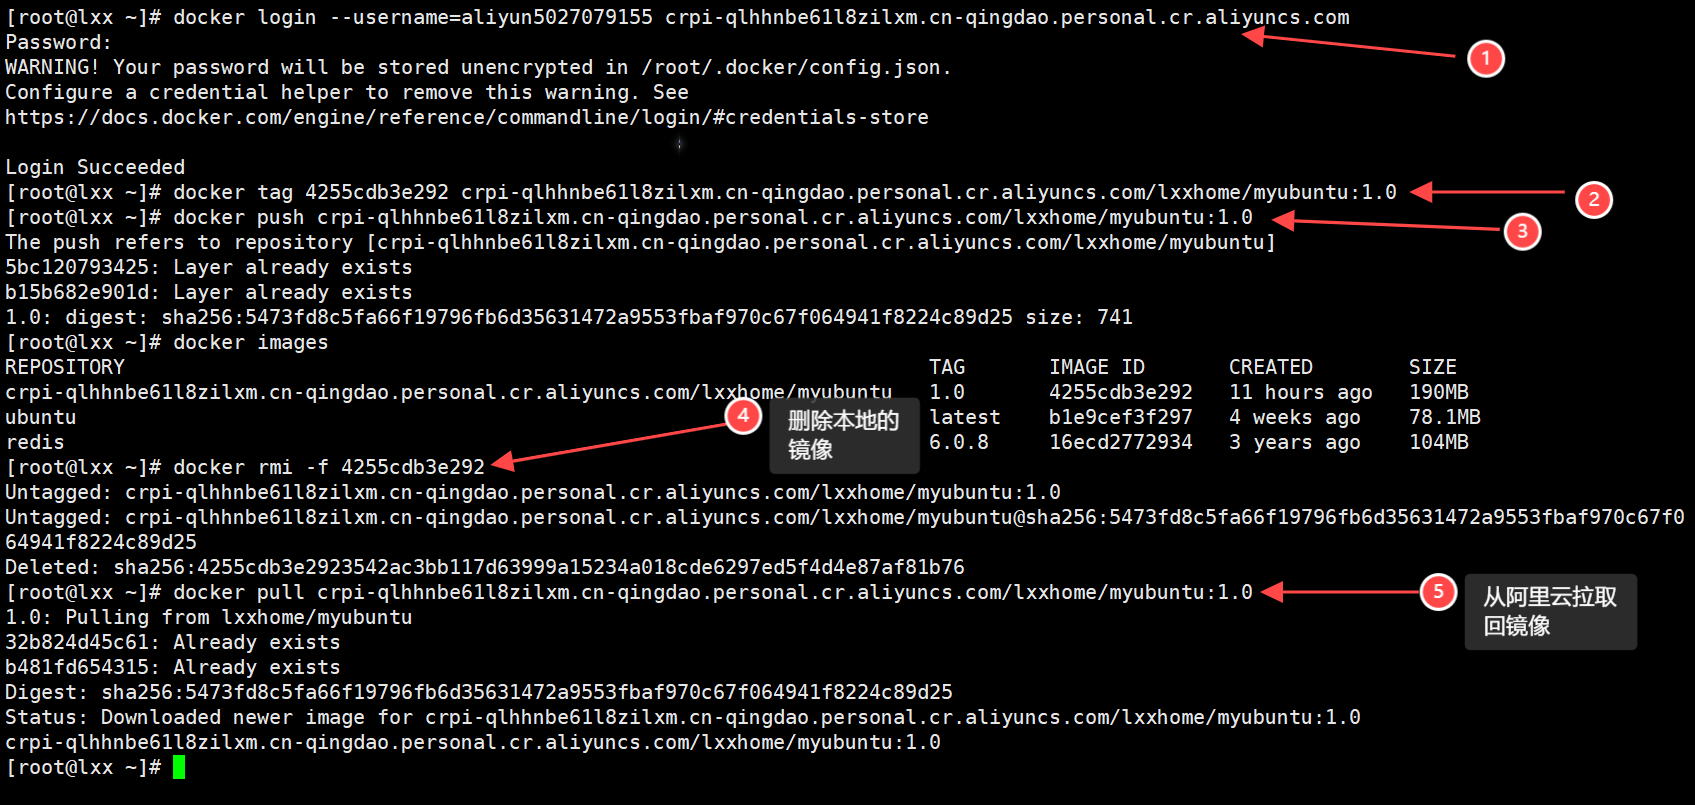 [root@lxx ~]# docker login --username=aliyun5027079155 crpi-qlhhnbe61l8zilxm.cn-qingdao.personal.cr.aliyuncs.com
Password:
WARNING! Your password will be stored unencrypted in /root/.docker/config.json.
Configure a credential helper to remove this warning. See
https://docs.docker.com/engine/reference/commandline/login/#credentials-store
1
Login Succeeded
[root@lxx ~]# docker tag 4255cdb3e292 crpi-qlhhnbe61l8zilxm.cn-qingdao.personal.cr.aliyuncs.com/lxxhome/myubuntu:1.0
2
[root@lxx ~]# docker push crpi-qlhhnbe61l8zilxm.cn-qingdao.personal.cr.aliyuncs.com/lxxhome/myubuntu:1.0
3
The push refers to repository [crpi-qlhhnbe61l8zilxm.cn-qingdao.personal.cr.aliyuncs.com/lxxhome/myubuntu]
5bc120793425: Layer already exists
b15b682e901d: Layer already exists
1.0: digest: sha256:5473fd8c5fa66f19796fb6d35631472a9553fbaf970c67f064941f8224c89d25 size: 741
[root@lxx ~]# docker images
REPOSITORY TAG IMAGE ID CREATED SIZE
crpi-qlhhnbe61l8zilxm.cn-qingdao.personal.cr.aliyuncs.com/lxxhome/myubuntu 1.0 4255cdb3e292 11 hours ago 190MB
ubuntu latest b1e9cef3f297 4 weeks ago 78.1MB
redis 6.0.8 16ecd2772934 3 years ago 104MB
4
删除本地的
镜像
[root@lxx ~]# docker rmi -f 4255cdb3e292
Untagged: crpi-qlhhnbe61l8zilxm.cn-qingdao.personal.cr.aliyuncs.com/lxxhome/myubuntu:1.0
Untagged: crpi-qlhhnbe61l8zilxm.cn-qingdao.personal.cr.aliyuncs.com/lxxhome/myubuntu@sha256:5473fd8c5fa66f19796fb6d35631472a9553fbaf970c67f0
64941f8224c89d25
Deleted: sha256:4255cdb3e2923542ac3bb117d63999a15234a018cde6297ed5f4d4e87af81b76
[root@lxx ~]# docker pull crpi-qlhhnbe61l8zilxm.cn-qingdao.personal.cr.aliyuncs.com/lxxhome/myubuntu:1.0
5
从阿里云拉取
回镜像
1.0: Pulling from lxxhome/myubuntu
32b824d45c61: Already exists
b481fd654315: Already exists
Digest: sha256:5473fd8c5fa66f19796fb6d35631472a9553fbaf970c67f064941f8224c89d25
Status: Downloaded newer image for crpi-qlhhnbe61l8zilxm.cn-qingdao.personal.cr.aliyuncs.com/lxxhome/myubuntu:1.0
crpi-qlhhnbe61l8zilxm.cn-qingdao.personal.cr.aliyuncs.com/lxxhome/myubuntu:1.0
[root@lxx ~]#